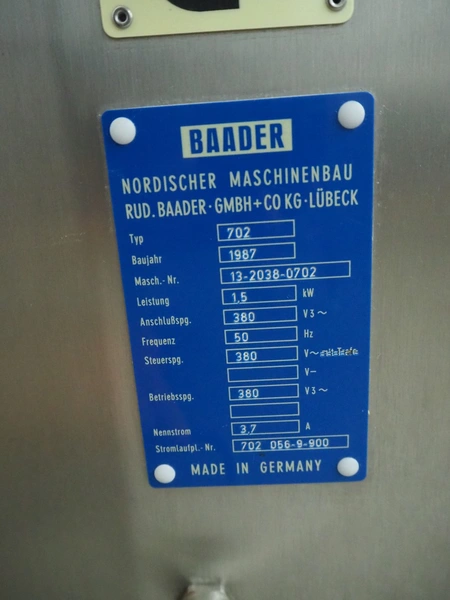 BAADER
NORDISCHER MASCHINENBAU
RUD. BAADER · GMBH + CO KG · LÜBECK
Typ 702
Baujahr 1987
Masch.- Nr. 13-2038-0702
Leistung 1,5 kW
Anschlußspg. 380 V 3 ~
Frequenz 50 Hz
Steuerspg. 380 V ~
V –
Betriebsspg. 380 V 3 ~
Nennstrom 3,7 A
Stromlaufpl.- Nr. 702 056-9-900
MADE IN GERMANY